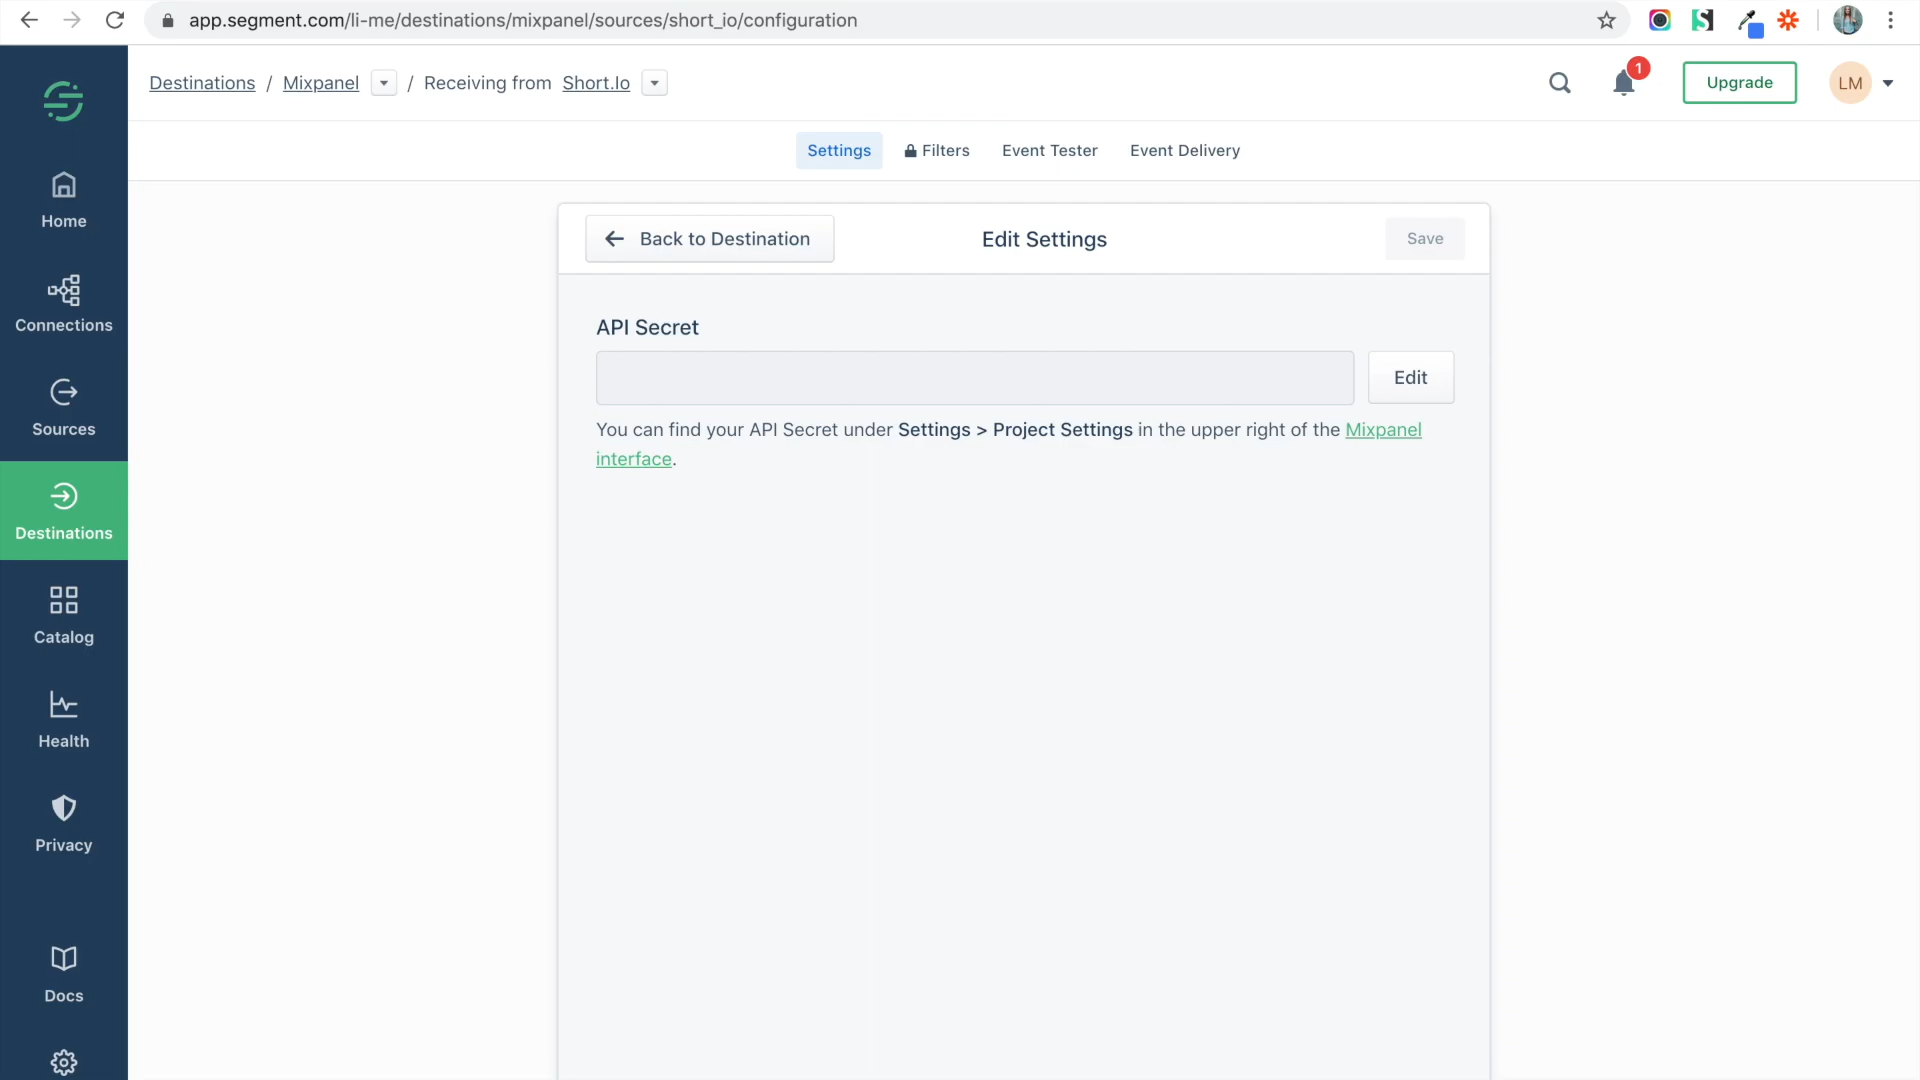 app.segment.com/li-me/destinations/mixpanel/sources/short_io/configuration
Destinations / Mixpanel / Receiving from Short.Io
1
Upgrade
LM
Settings Filters Event Tester Event Delivery
Home
Connections
Sources
Destinations
Catalog
Health
Privacy
Docs
Back to Destination
Edit Settings
Save
API Secret
Edit
You can find your API Secret under Settings > Project Settings in the upper right of the Mixpanel
interface.